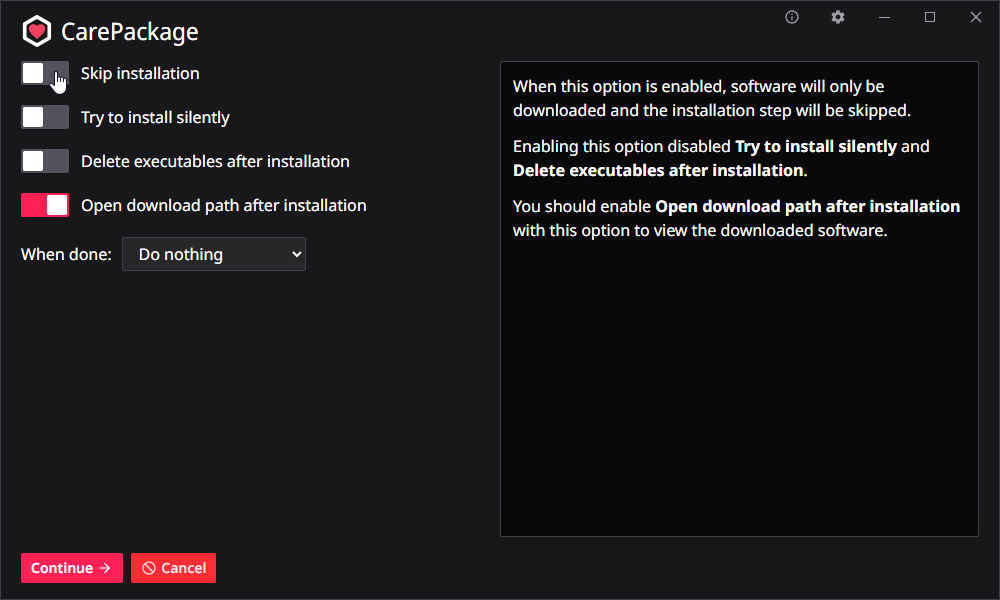 CarePackage
Skip installation
Try to install silently
Delete executables after installation
Open download path after installation
When done: Do nothing
When this option is enabled, software will only be
downloaded and the installation step will be skipped.
Enabling this option disabled Try to install silently and
Delete executables after installation.
You should enable Open download path after installation
with this option to view the downloaded software.
Continue
Cancel